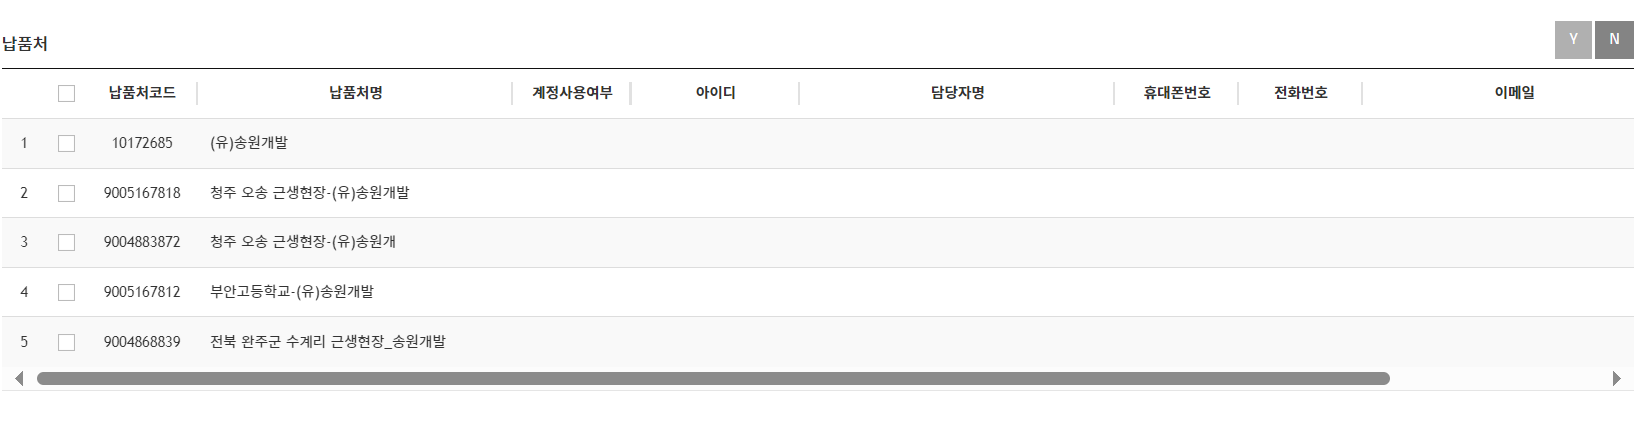 납품처
Y N
납품처코드 납품처명 계정사용여부 아이디 담당자명 휴대폰번호 전화번호 이메일
1 10172685 (유)송원개발
2 9005167818 청주 오송 근생현장-(유)송원개발
3 9004883872 청주 오송 근생현장-(유)송원개
4 9005167812 부안고등학교-(유)송원개발
5 9004868839 전북 완주군 수계리 근생현장_송원개발